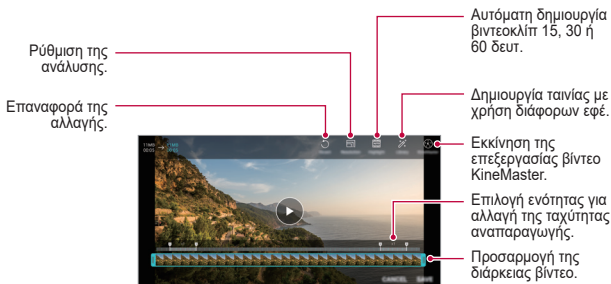 Αυτόματη δημιουργία
βιντεοκλίπ 15, 30 ή
60 δευτ.
Ρύθμιση της
ανάλυσης.
Δημιουργία ταινίας με
χρήση διάφορων εφέ.
Επαναφορά της
αλλαγής.
Εκκίνηση της
επεξεργασίας βίντεο
KineMaster.
Επιλογή ενότητας για
αλλαγή της ταχύτητας
αναπαραγωγής.
Προσαρμογή της
διάρκειας βίντεο.
CANCEL SAVE